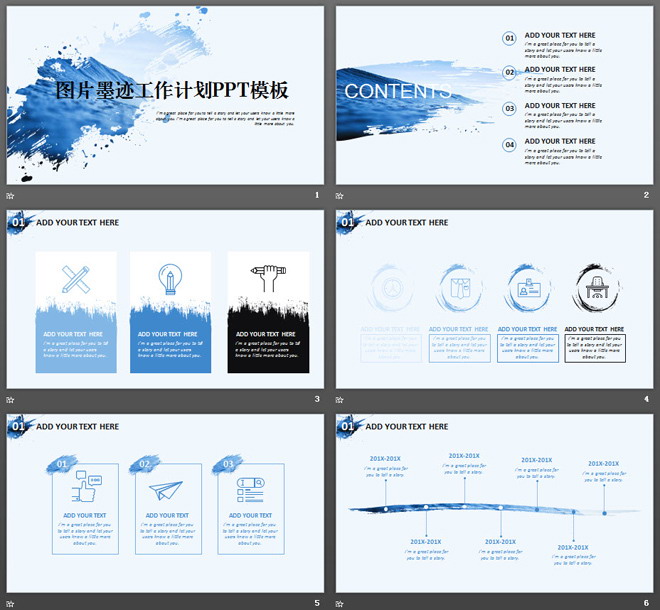 图片墨迹工作计划PPT模板
I'm a great place for you to tell a story and let your users know a little more
about you. I'm a great place for you to tell a story and let your users know a
little more about you.
1
CONTENTS
01
ADD YOUR TEXT HERE
I'm a great place for you to tell a
story and let your users know a little
more about you.
02
ADD YOUR TEXT HERE
I'm a great place for you to tell a
story and let your users know a little
more about you.
03
ADD YOUR TEXT HERE
I'm a great place for you to tell a
story and let your users know a little
more about you.
04
ADD YOUR TEXT HERE
I'm a great place for you to tell a
story and let your users know a little
more about you.
2
01
ADD YOUR TEXT HERE
ADD YOUR TEXT HERE
I'm a great place for you to tell a
story and let your users
know a little more about you.
ADD YOUR TEXT HERE
I'm a great place for you to tell a
story and let your users
know a little more about you.
ADD YOUR TEXT HERE
I'm a great place for you to tell a
story and let your users
know a little more about you.
3
01
ADD YOUR TEXT HERE
ADD YOUR TEXT HERE
I'm a great place for you
to tell a story and let your
users know a little more
about you.
ADD YOUR TEXT HERE
I'm a great place for you
to tell a story and let your
users know a little more
about you.
ADD YOUR TEXT HERE
I'm a great place for you
to tell a story and let your
users know a little more
about you.
ADD YOUR TEXT HERE
I'm a great place for you
to tell a story and let your
users know a little more
about you.
4
01
ADD YOUR TEXT HERE
01
ADD YOUR TEXT
I'm a great place for you
to tell a story and let your
users know a little more
about you.
02
ADD YOUR TEXT
I'm a great place for you
to tell a story and let your
users know a little more
about you.
03
ADD YOUR TEXT
I'm a great place for you
to tell a story and let your
users know a little more
about you.
5
01
ADD YOUR TEXT HERE
201X-201X
I'm a great place for
you to tell a story.
201X-201X
I'm a great place for
you to tell a story.
201X-201X
I'm a great place for
you to tell a story.
201X-201X
I'm a great place for
you to tell a story.
201X-201X
I'm a great place for
you to tell a story.
201X-201X
I'm a great place for
you to tell a story.
201X-201X
I'm a great place for
you to tell a story.
6